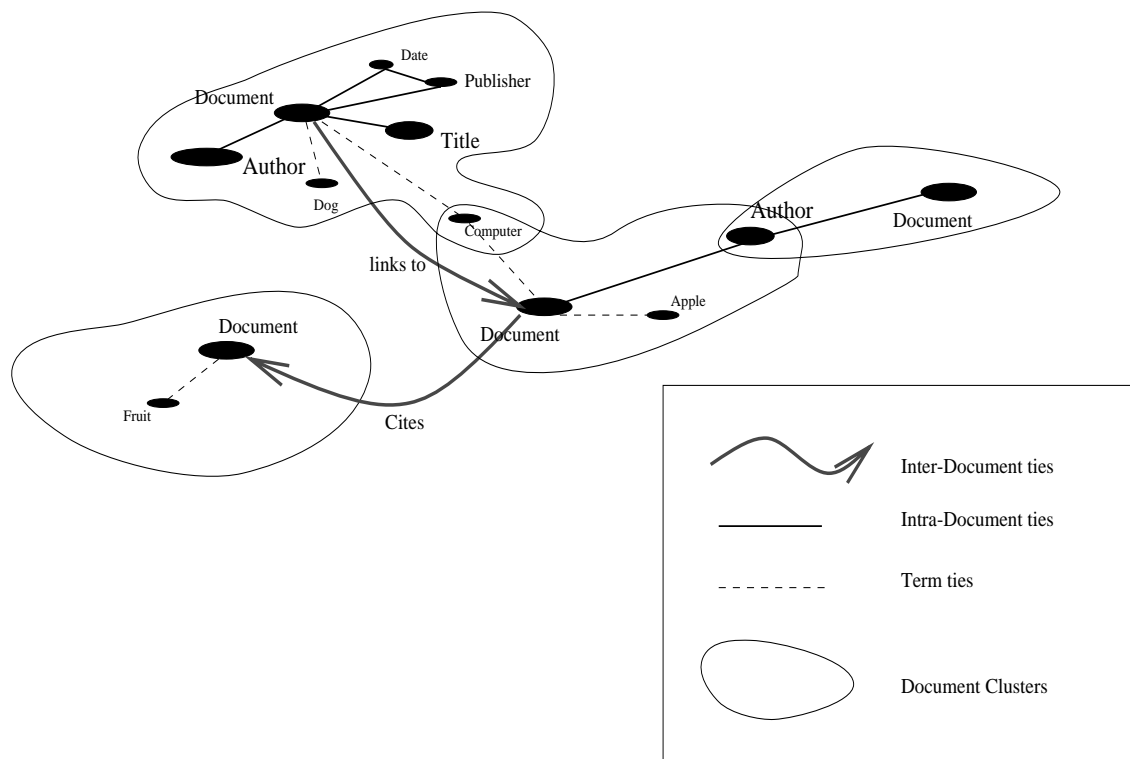 Date
Publisher
Document
Title
Author
Dog
Computer
Author
Document
links to
Apple
Document
Document
Fruit
Cites
Inter-Document ties
Intra-Document ties
Term ties
Document Clusters